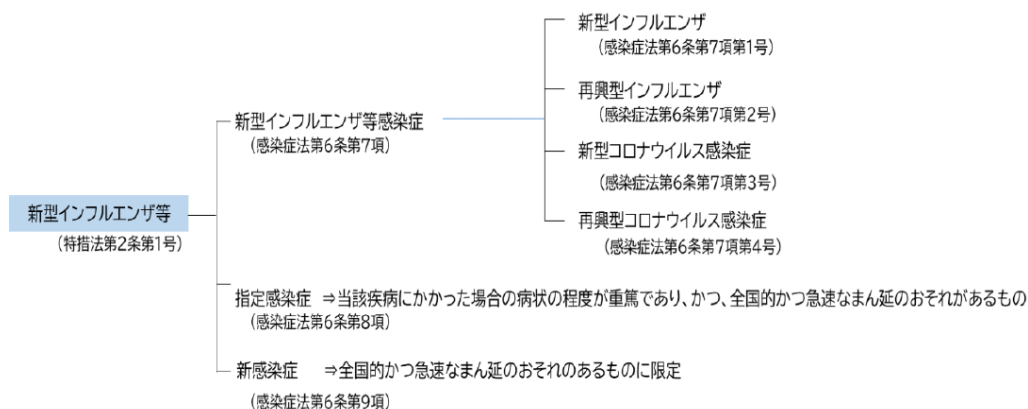 新型インフルエンザ
(感染症法第6条第7項第1号)
再興型インフルエンザ
(感染症法第6条第7項第2号)
新型インフルエンザ等感染症
(感染症法第6条第7項)
新型コロナウイルス感染症
(感染症法第6条第7項第3号)
新型インフルエンザ等
(特措法第2条第1号)
再興型コロナウイルス感染症
(感染症法第6条第7項第4号)
指定感染症 ⇒当該疾病にかかった場合の病状の程度が重篤であり、かつ、全国的かつ急速なまん延のおそれがあるもの
(感染症法第6条第8項)
新感染症 ⇒全国的かつ急速なまん延のおそれのあるものに限定
(感染症法第6条第9項)